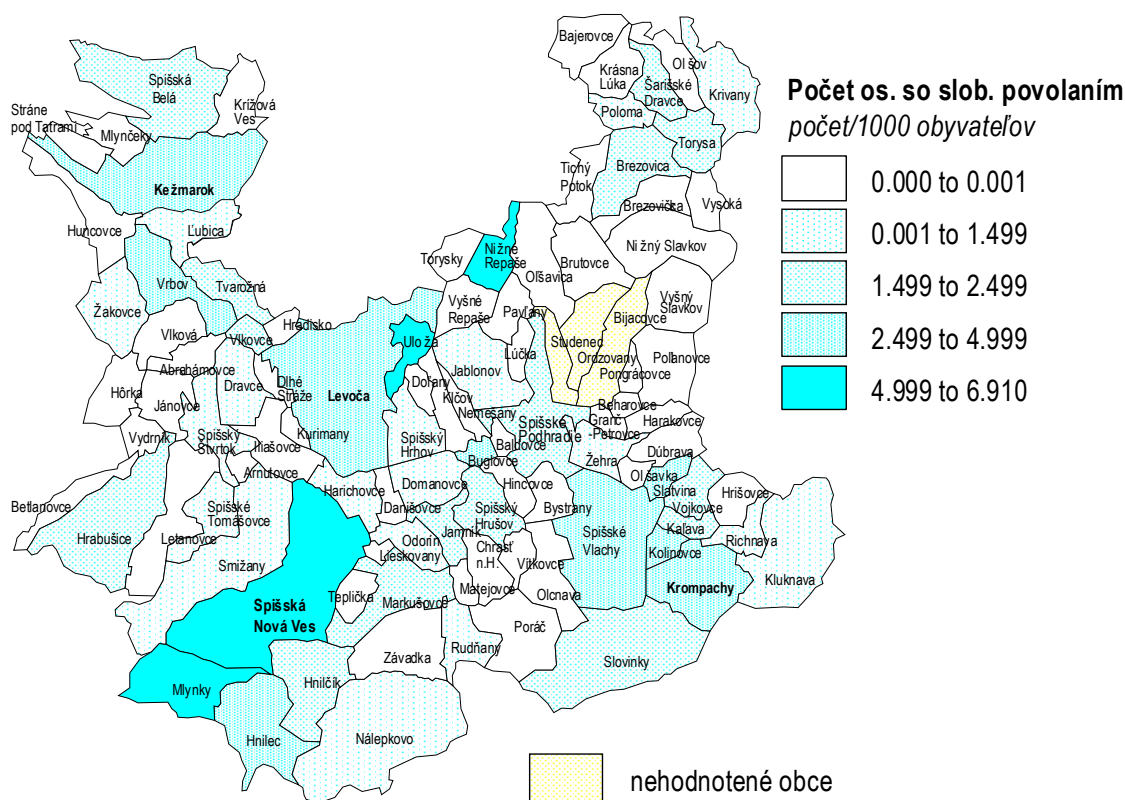 Bajerovce
Krásna
Lúka
Oľšov
Šarišské
Dravce
Krivany
Poloma
Torysa
Tichý
Potok
Brezovica
Brezovička
Vysoká
Nižný Slavkov
Spišská
Belá
Krížová
Ves
Stráne
pod Tatrami
Mlynčeky
Kežmarok
Huncovce
Ľubica
Vrbov
Tvarožná
Žakovce
Vlková
Vlkovce
Hradisko
Abrahámovce
Hôrka
Jánovce
Dravce
Dlhé
Stráže
Levoča
Kurimany
Vydrník
Spišský
Štvrtok
Iliašovce
Arnutovce
Betlanovce
Hrabušice
Letanovce
Spišské
Tomášovce
Smižany
Harichovce
Torysky
Nižné
Repaše
Oľšavica
Brutovce
Vyšné
Repaše
Pavľany
Vyšný
Slavkov
Bijacovce
Studenec
Ordzovany
Poľanovce
Pongrácovce
Uloža
Lúčka
Jablonov
Doľany
Klčov
Nemešany
Beharovce
Granč
-Petrovce
Harakovce
Spišské
Podhradie
Baldovce
Spišský
Hrhov
Buglovce
Žehra
Dúbrava
Oľšavka
Slatvina
Domanovce
Hincovce
Bystrany
Vojkovce
Hrišovce
Danišovce
Spišský
Hrušov
Spišské
Vlachy
Kaľava
Richnava
Odorín
Jamník
Chrasť
n.H.
Vítkovce
Kolinovce
Lieskovany
Krompachy
Kluknava
Matejovce
Olcnava
Teplička
Markušovce
Spišská
Nová Ves
Poráč
Rudňany
Závadka
Slovinky
Hnilčík
Mlynky
Hnilec
Nálepkovo
Počet os. so slob. povolaním
počet/1000 obyvateľov
0.000 to 0.001
0.001 to 1.499
1.499 to 2.499
2.499 to 4.999
4.999 to 6.910
nehodnotené obce